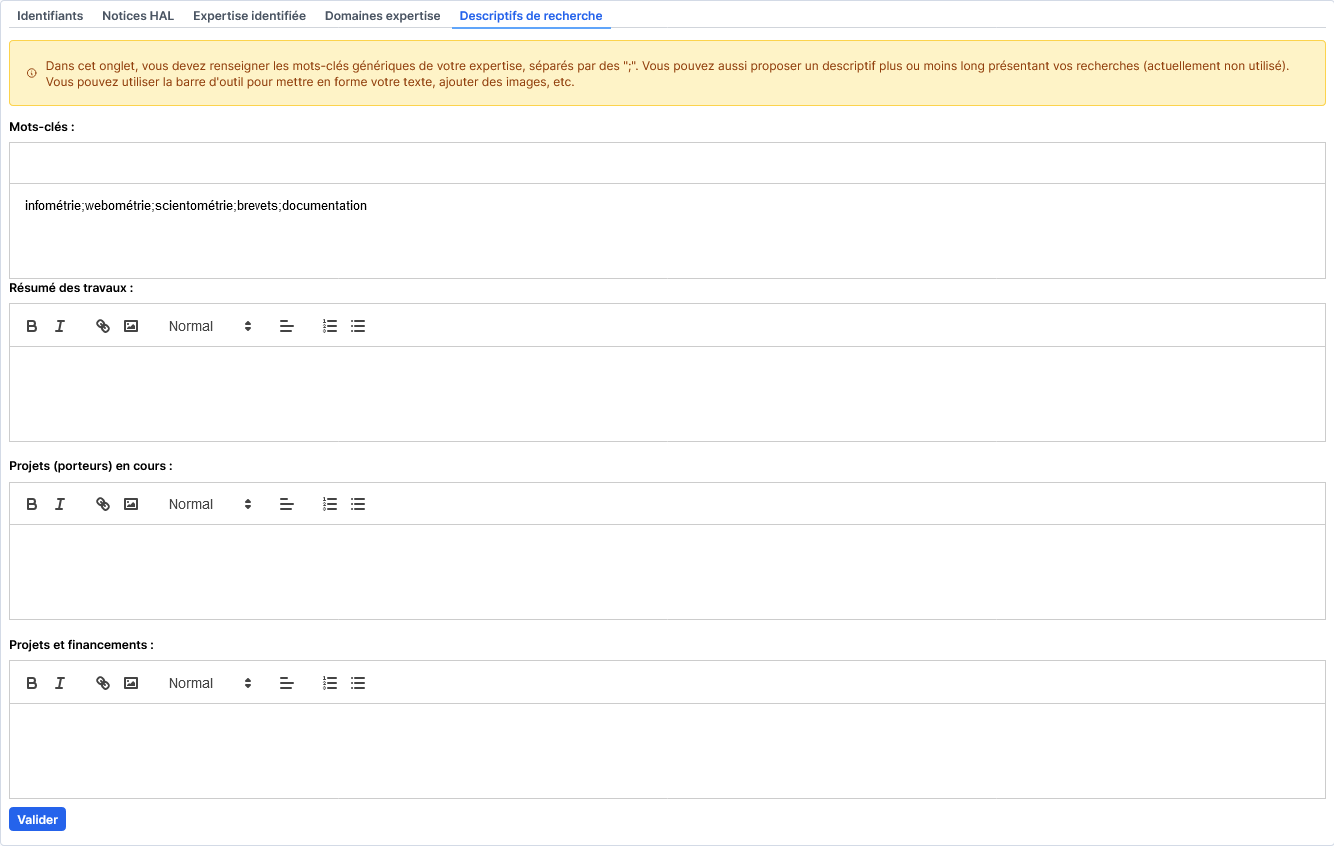 Identifiants Notices HAL Expertise identifiée Domaines expertise Descriptifs de recherche
Dans cet onglet, vous devez renseigner les mots-clés génériques de votre expertise, séparés par des ";". Vous pouvez aussi proposer un descriptif plus ou moins long présentant vos recherches (actuellement non utilisé).
Vous pouvez utiliser la barre d'outil pour mettre en forme votre texte, ajouter des images, etc.
Mots-clés :
infométrie;webométrie;scientométrie;brevets;documentation
Résumé des travaux :
Normal
Projets (porteurs) en cours :
Normal
Projets et financements :
Normal
Valider